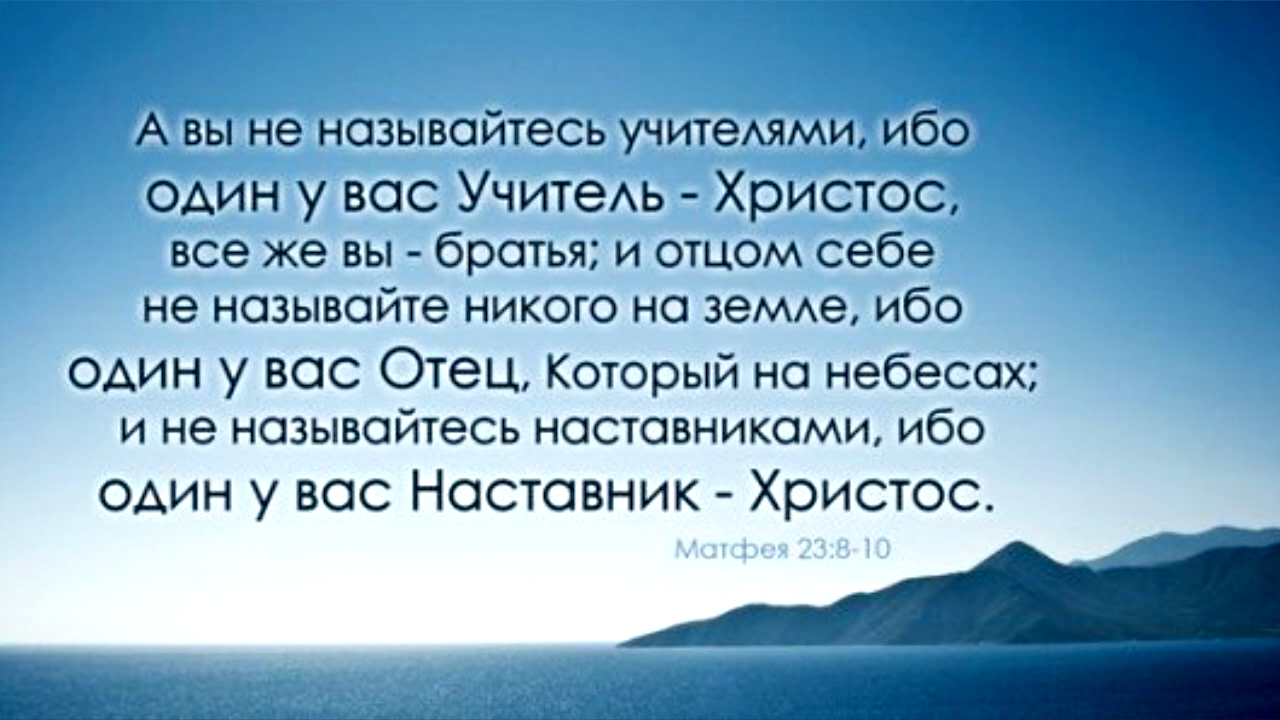 А вы не называйтесь учителями, ибо
один у вас Учитель - Христос,
все же вы - братья; и отцом себе
не называйте никого на земле, ибо
один у вас Отец, Который на небесах;
и не называйтесь наставниками, ибо
один у вас Наставник - Христос.
Матфея 23:8-10